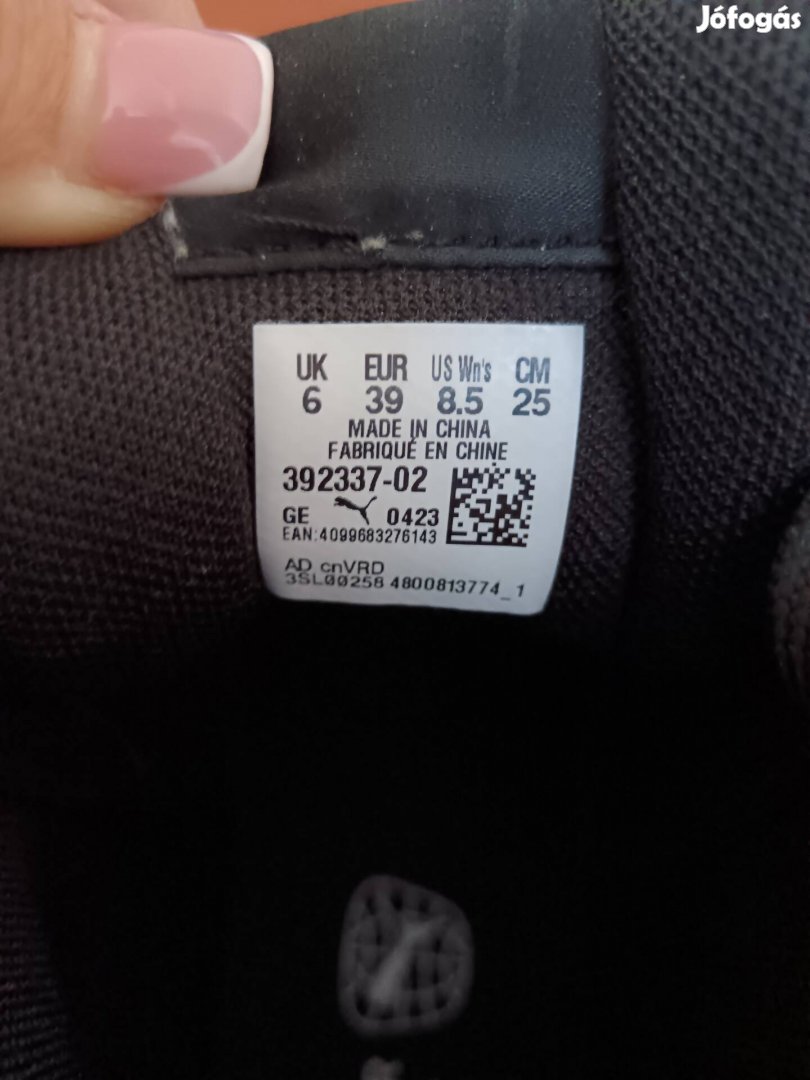 Jófogás
UK EUR US Wn's CM
6 39 8.5 25
MADE IN CHINA
FABRIQUÉ EN CHINE
392337-02
GE 0423
EAN:4099683276143
AD cnVRD
3SL00258 4800813774_1